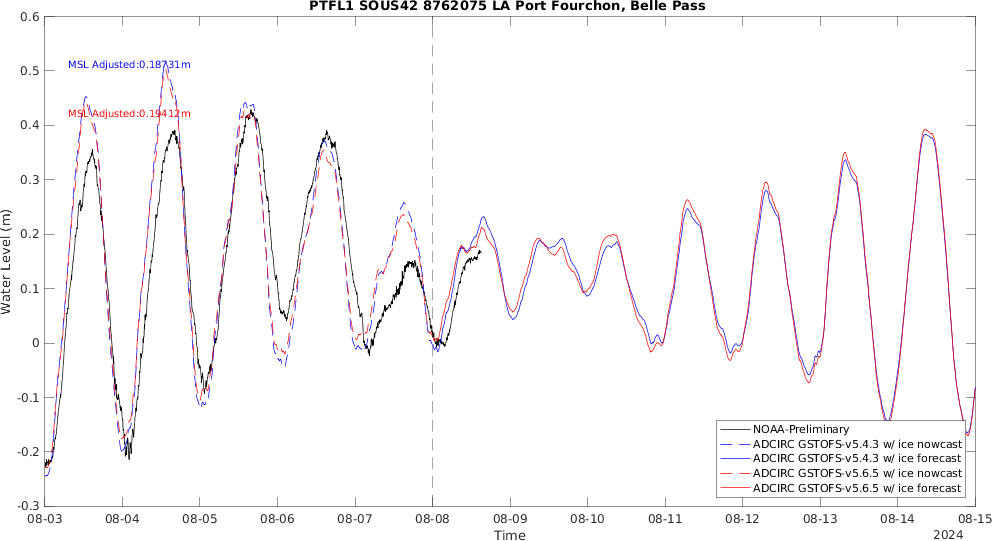 PTFL1 SOUS42 8762075 LA Port Fourchon, Belle Pass
0.6
0.5
0.4
0.3
0.2
0.1
0
-0.1
-0.2
-0.3
Water Level (m)
MSL Adjusted:0.18731m
MSL Adjusted:0.19412m
NOAA-Preliminary
ADCIRC GSTOFS-v5.4.3 w/ ice nowcast
ADCIRC GSTOFS-v5.4.3 w/ ice forecast
ADCIRC GSTOFS-v5.6.5 w/ ice nowcast
ADCIRC GSTOFS-v5.6.5 w/ ice forecast
08-03 08-04 08-05 08-06 08-07 08-08 08-09 08-10 08-11 08-12 08-13 08-14 08-15
Time
2024